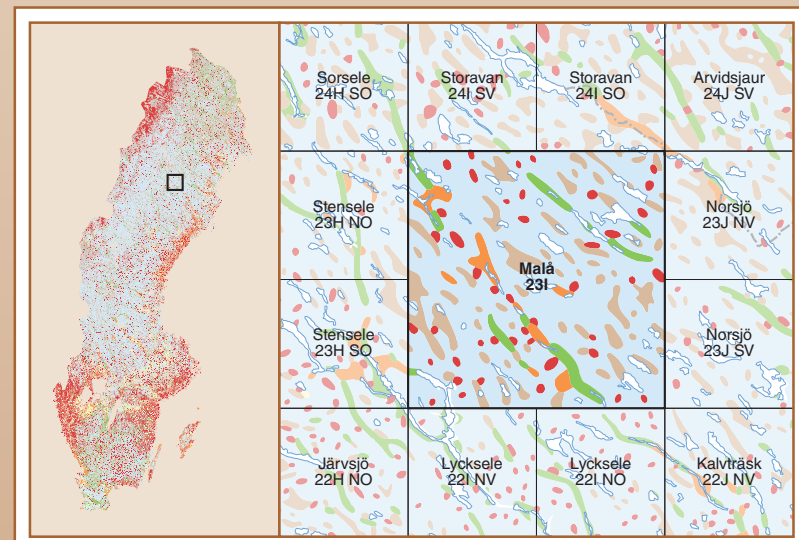 Sorsele
24H SO
Storavan
24I SV
Storavan
24I SO
Arvidsjaur
24J SV
Stensele
23H NO
Malå
23I
Norsjö
23J NV
Stensele
23H SO
Norsjö
23J SV
Järvsjö
22H NO
Lycksele
22I NV
Lycksele
22I NO
Kalvträsk
22J NV